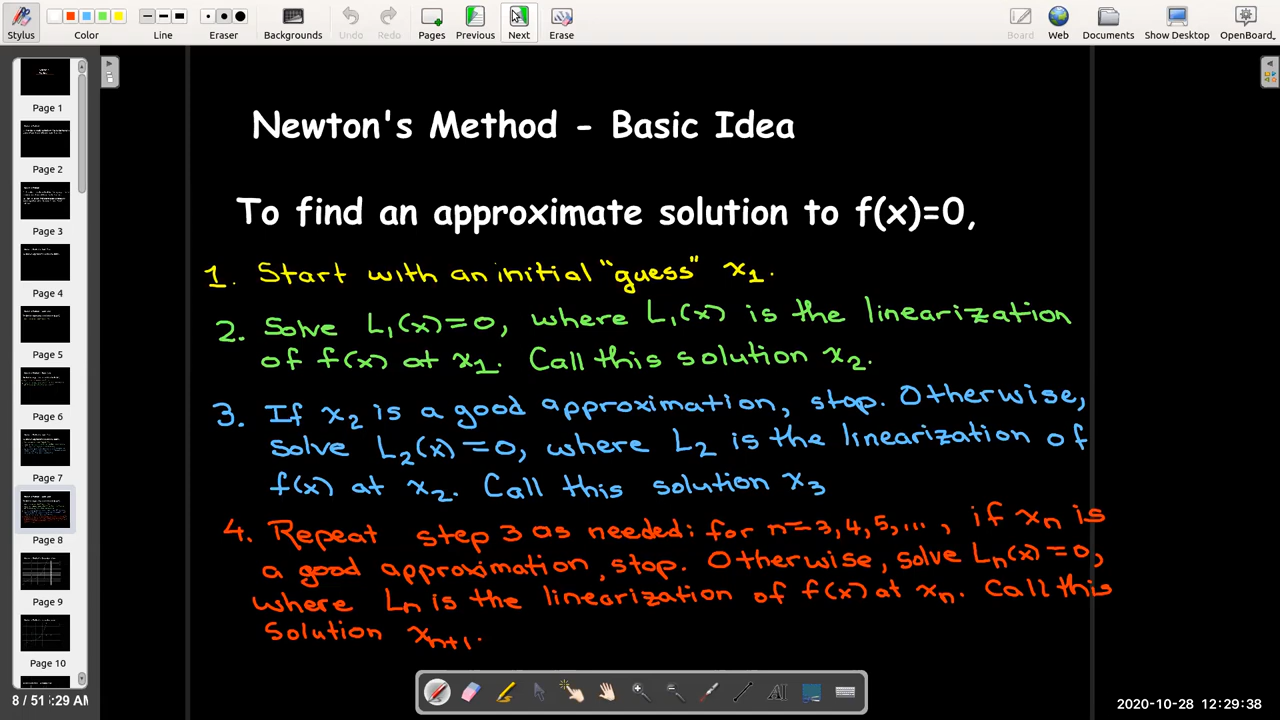 Stylus
Color
Line
Eraser
Backgrounds
Undo
Redo
Pages
Previous
Next
Erase
Board
Web
Documents
Show Desktop
OpenBoard
Page 1
Page 2
Page 3
Page 4
Page 5
Page 6
Page 7
Page 8
Page 9
Page 10
8 / 51
:29 AM
Newton's Method - Basic Idea
To find an approximate solution to f(x)=0,
1. Start with an initial "guess" x₁.
2. Solve L₁(x)=0, where L₁(x) is the linearization
of f(x) at x₁. Call this solution x₂.
3. If x₂ is a good approximation, stop. Otherwise,
solve L₂(x)=0, where L₂ is the linearization of
f(x) at x₂. Call this solution x₃
4. Repeat step 3 as needed: for n=3,4,5,..., if xₙ is
a good approximation, stop. Otherwise, solve Lₙ(x)=0,
where Lₙ is the linearization of f(x) at xₙ. Call this
solution xₙ₊₁.
AI
2020-10-28 12:29:38